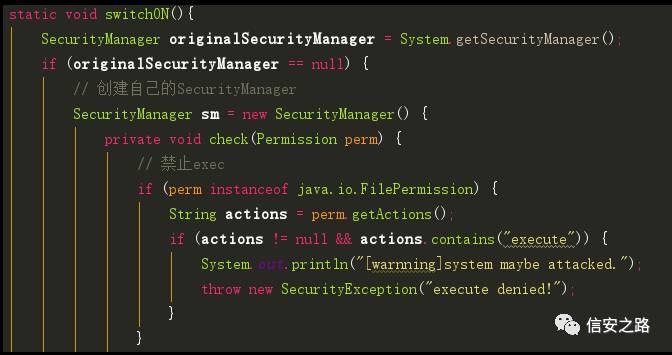 static void switchON(){
SecurityManager originalSecurityManager = System.getSecurityManager();
if (originalSecurityManager == null) {
// 创建自己的SecurityManager
SecurityManager sm = new SecurityManager() {
private void check(Permission perm) {
// 禁止exec
if (perm instanceof java.io.FilePermission) {
String actions = perm.getActions();
if (actions != null && actions.contains("execute")) {
System.out.println("[warnning]system maybe attacked.");
throw new SecurityException("execute denied!");
}
}
信安之路